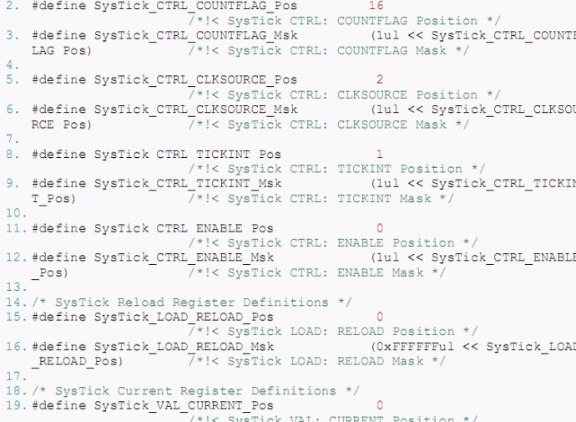 2. #define SysTick_CTRL_COUNTFLAG_Pos 16
/*!< SysTick CTRL: COUNTFLAG Position */
3. #define SysTick_CTRL_COUNTFLAG_Msk (1ul << SysTick_CTRL_COUNTF
LAG_Pos) /*!< SysTick CTRL: COUNTFLAG Mask */
4.
5. #define SysTick_CTRL_CLKSOURCE_Pos 2
/*!< SysTick CTRL: CLKSOURCE Position */
6. #define SysTick_CTRL_CLKSOURCE_Msk (1ul << SysTick_CTRL_CLKSOU
RCE_Pos) /*!< SysTick CTRL: CLKSOURCE Mask */
7.
8. #define SysTick_CTRL_TICKINT_Pos 1
/*!< SysTick CTRL: TICKINT Position */
9. #define SysTick_CTRL_TICKINT_Msk (1ul << SysTick_CTRL_TICKIN
T_Pos) /*!< SysTick CTRL: TICKINT Mask */
10.
11. #define SysTick_CTRL_ENABLE_Pos 0
/*!< SysTick CTRL: ENABLE Position */
12. #define SysTick_CTRL_ENABLE_Msk (1ul << SysTick_CTRL_ENABLE
_Pos) /*!< SysTick CTRL: ENABLE Mask */
13.
14. /* SysTick Reload Register Definitions */
15. #define SysTick_LOAD_RELOAD_Pos 0
/*!< SysTick LOAD: RELOAD Position */
16. #define SysTick_LOAD_RELOAD_Msk (0xFFFFFFul << SysTick_LOAD
_RELOAD_Pos) /*!< SysTick LOAD: RELOAD Mask */
17.
18. /* SysTick Current Register Definitions */
19. #define SysTick_VAL_CURRENT_Pos 0
/*!< SysTick VAL: CURRENT Position */